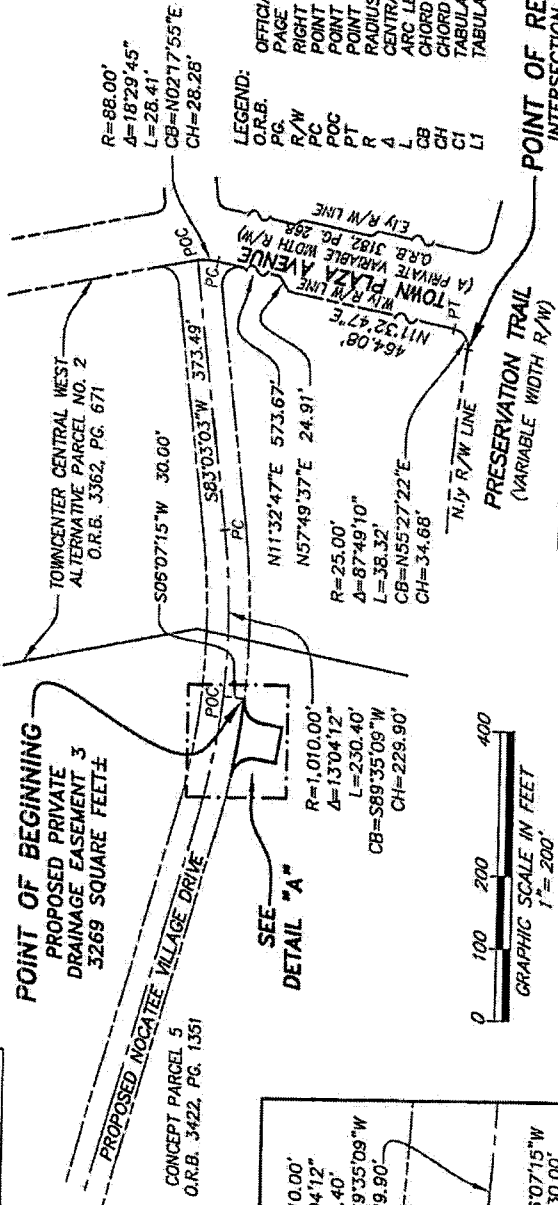 R=88.00'
Δ=18°29'45"
L=28.41'
CB=N02°17'55"E
CH=28.28'
LEGEND:
O.R.B.
PG.
R/W
PC
POC
PT
R
Δ
L
CB
CH
C1
L1
PAGE
RIGHT
POINT
POINT
POINT
RADIUS
ARC
CHORD
CHORD
POINT OF
TOWNCENTER CENTRAL WEST
ALTERNATIVE PARCEL NO. 2
O.R.B. 3362, PG. 671
POC
PC
S83°03'03"W 373.49'
PC
S06°07'15"W 30.00'
POINT OF BEGINNING
PROPOSED PRIVATE
DRAINAGE EASEMENT 3
3269 SQUARE FEET±
POC
PROPOSED NOCATEE VILLAGE DRIVE
CONCEPT PARCEL 5
O.R.B. 3422, PG. 1351
SEE
DETAIL "A"
R=1,010.00'
Δ=13°04'12"
L=230.40'
CB=S89°35'09"W
CH=229.90'
N11°32'47"E 573.67'
N57°49'37"E 24.91'
R=25.00'
Δ=87°49'10"
L=38.32'
CB=N55°27'22"E
CH=34.68'
E'ly R/W LINE
O.R.B. 3182, PG. 268
(A PRIVATE VARIABLE WIDTH R/W)
TOWN PLAZA AVENUE
W'ly R/W LINE
N11°32'47"E
464.08'
PT
N'ly R/W LINE
PRESERVATION TRAIL
(VARIABLE WIDTH R/W)
0 100 200 400
GRAPHIC SCALE IN FEET
1"= 200'